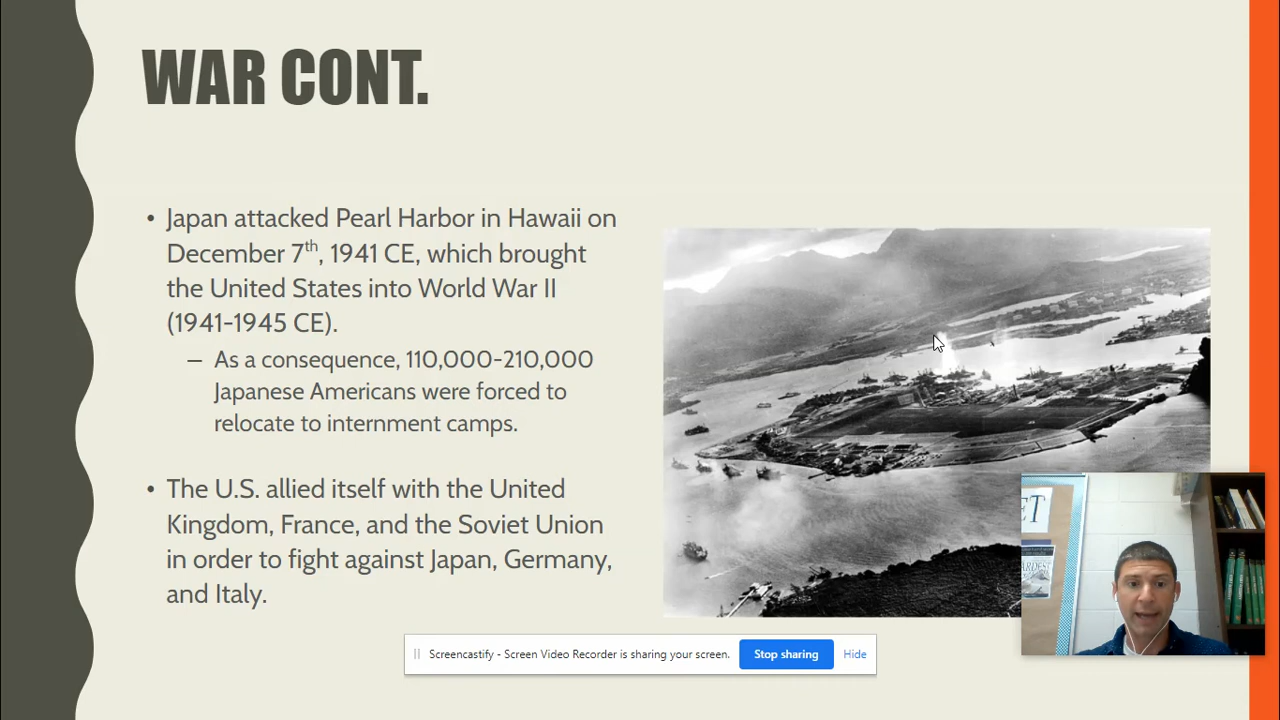 WAR CONT.
• Japan attacked Pearl Harbor in Hawaii on
December 7th, 1941 CE, which brought
the United States into World War II
(1941-1945 CE).
– As a consequence, 110,000-210,000
Japanese Americans were forced to
relocate to internment camps.
• The U.S. allied itself with the United
Kingdom, France, and the Soviet Union
in order to fight against Japan, Germany,
and Italy.
ET
ARDEST
Screencastify - Screen Video Recorder is sharing your screen.
Stop sharing
Hide